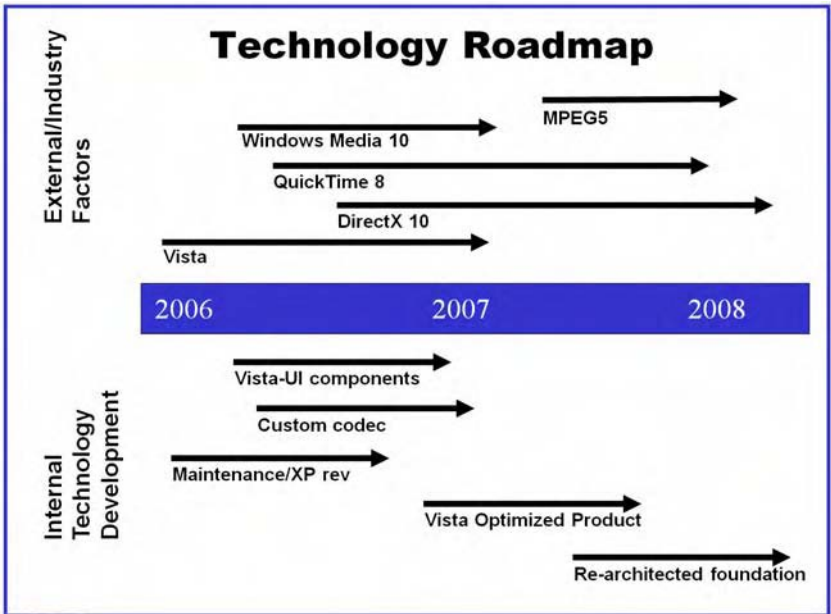 Technology Roadmap
External/Industry
Factors
MPEG5
Windows Media 10
QuickTime 8
DirectX 10
Vista
2006 2007 2008
Internal
Technology
Development
Vista-UI components
Custom codec
Maintenance/XP rev
Vista Optimized Product
Re-architected foundation